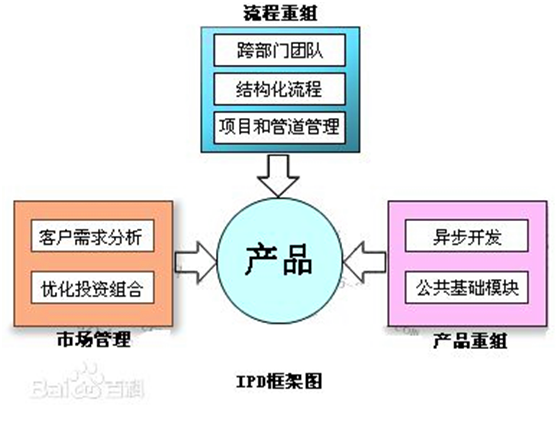 流程重组
跨部门团队
结构化流程
项目和管道管理
客户需求分析
优化投资组合
市场管理
产品
异步开发
公共基础模块
产品重组
IPD框架图
Bai百科